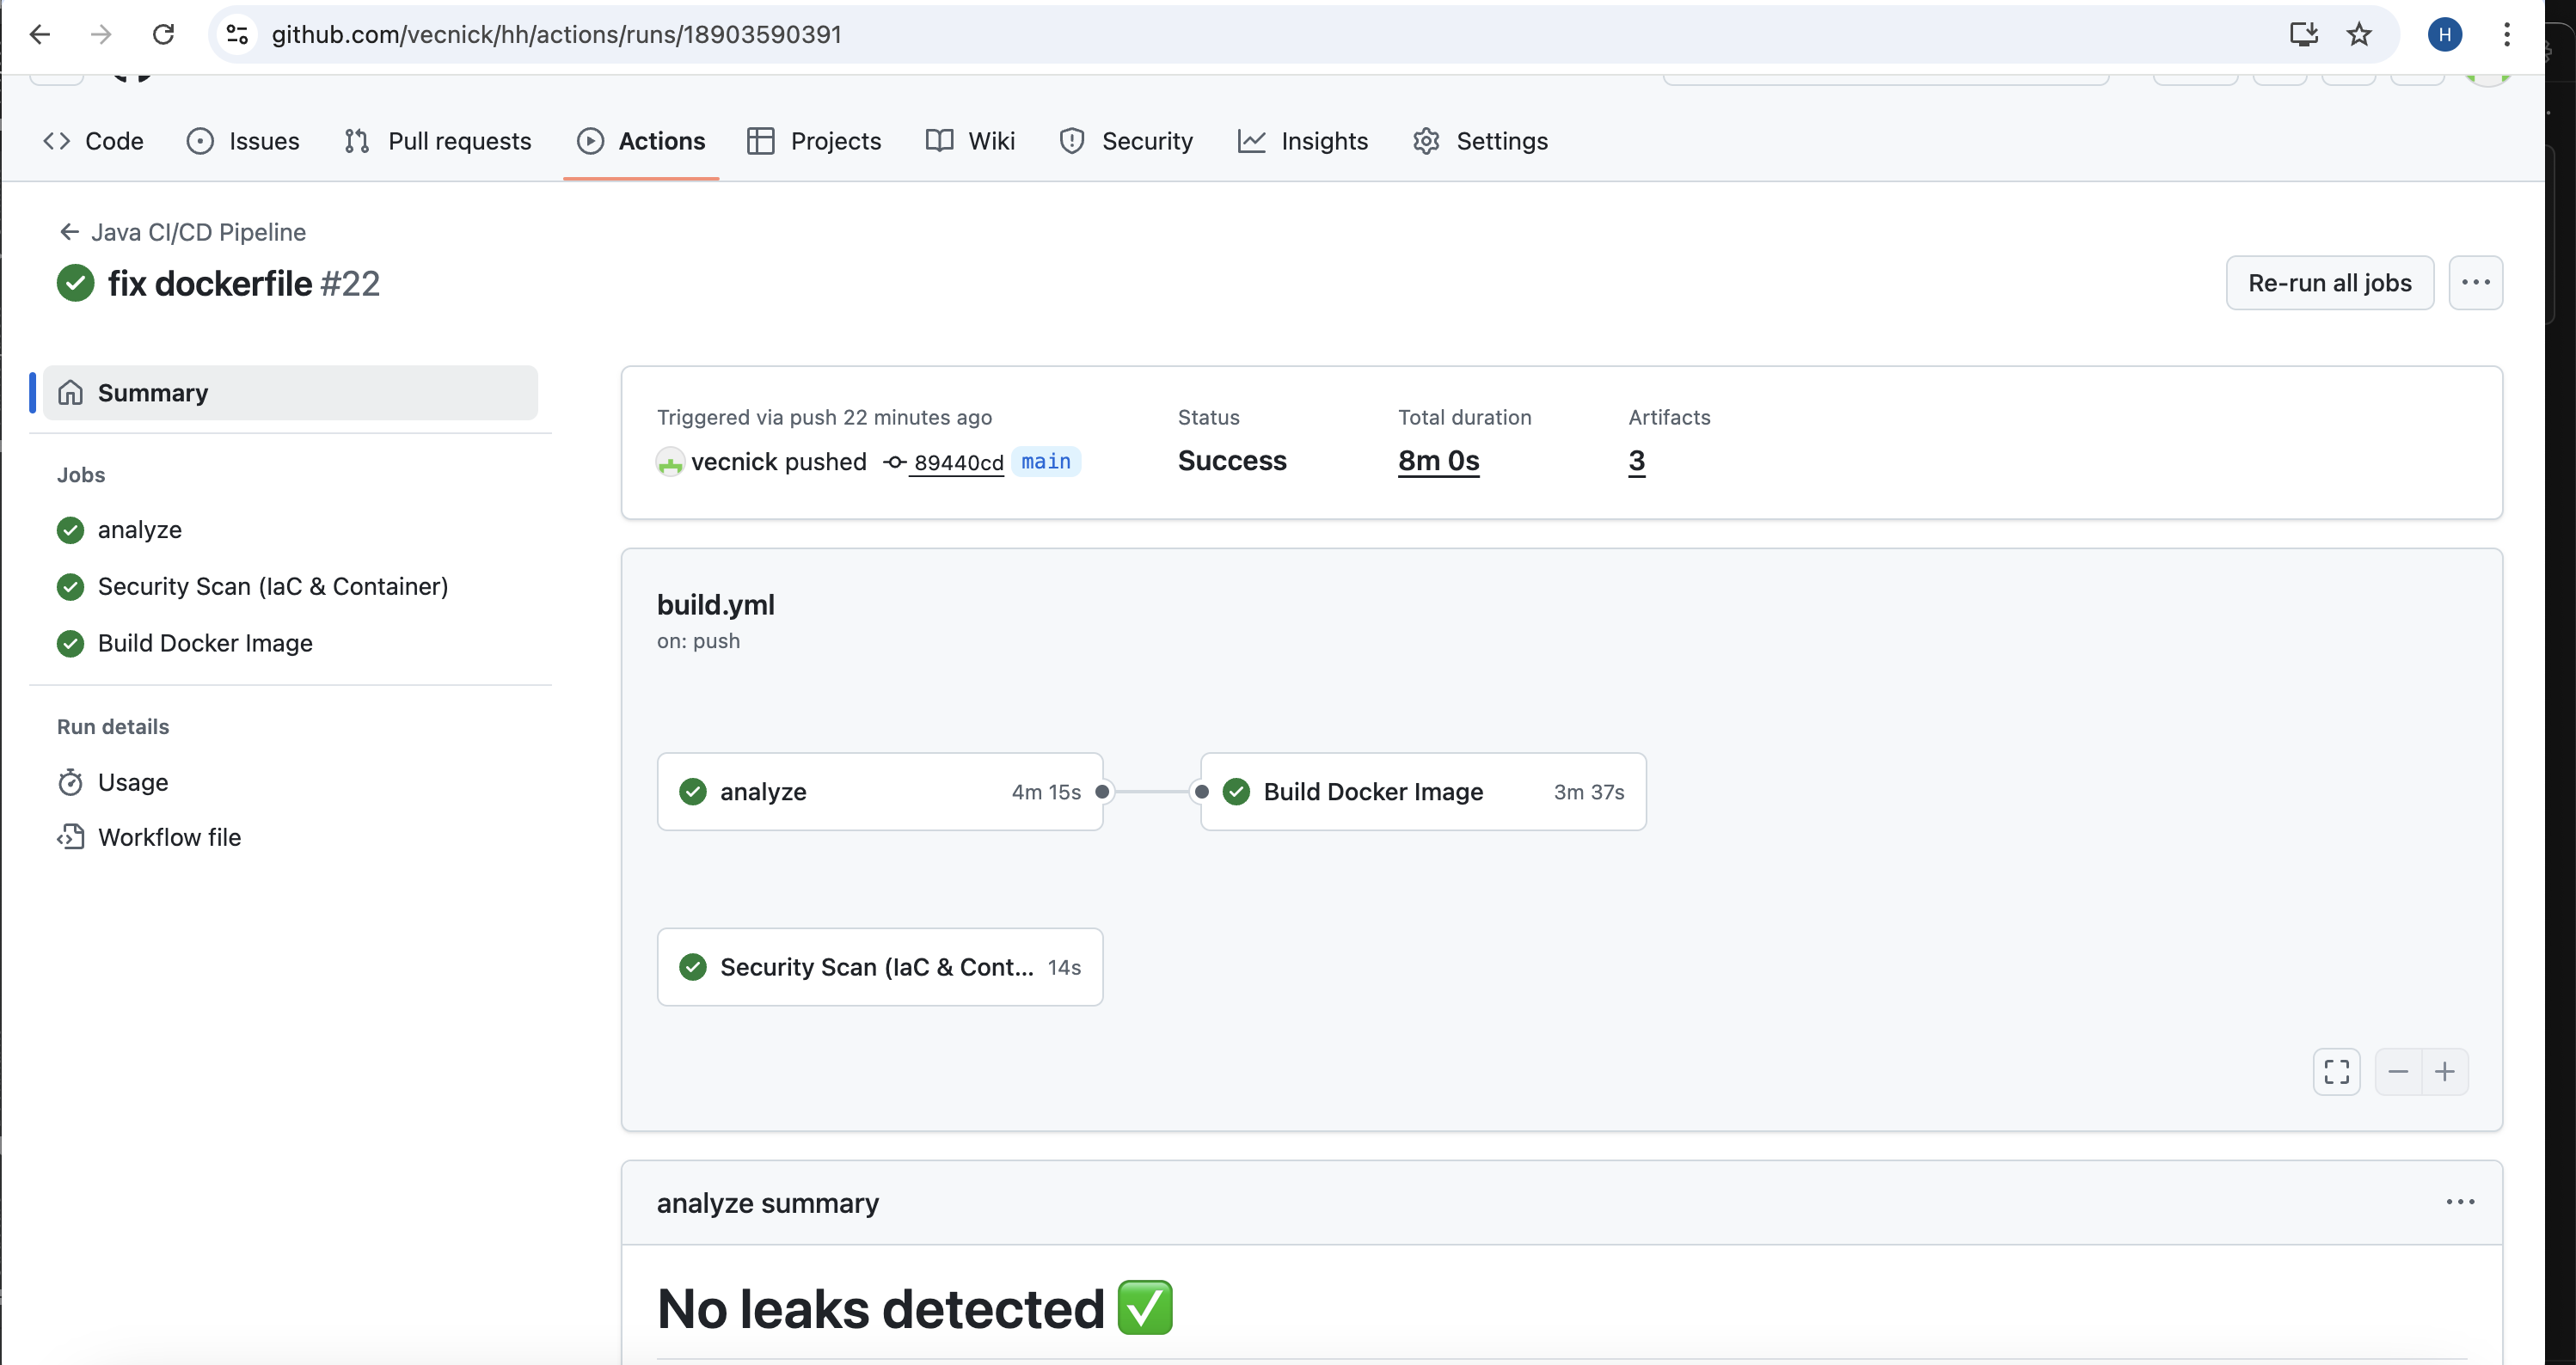 github.com/vecnick/hh/actions/runs/18903590391
H
Code Issues Pull requests Actions Projects Wiki Security Insights Settings
Java CI/CD Pipeline
fix dockerfile #22
Re-run all jobs
Summary
Jobs
analyze
Security Scan (IaC & Container)
Build Docker Image
Run details
Usage
Workflow file
Triggered via push 22 minutes ago
vecnick pushed 89440cd main
Status
Success
Total duration
8m 0s
Artifacts
3
build.yml
on: push
analyze 4m 15s
Build Docker Image 3m 37s
Security Scan (IaC & Cont... 14s
analyze summary
No leaks detected ✅